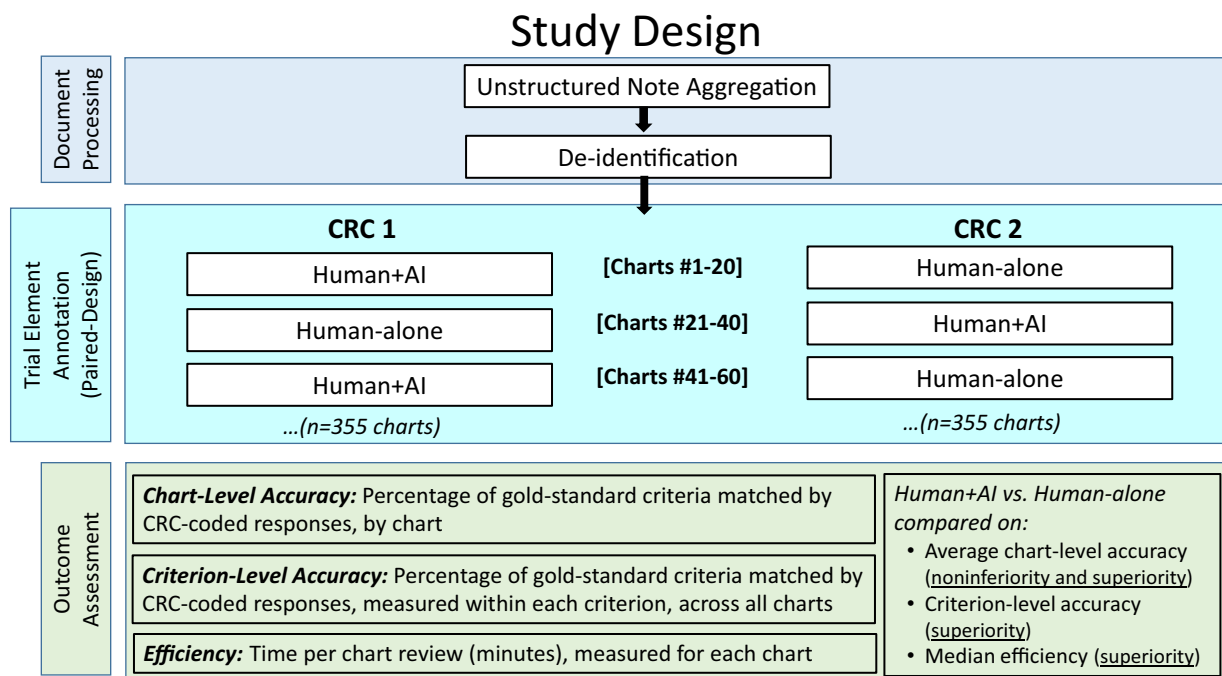 Study Design
Document
Processing
Unstructured Note Aggregation
De-identification
Trial Element
Annotation
(Paired-Design)
CRC 1
CRC 2
Human+AI
[Charts #1-20]
Human-alone
Human-alone
[Charts #21-40]
Human+AI
Human+AI
[Charts #41-60]
Human-alone
...(n=355 charts)
...(n=355 charts)
Outcome
Assessment
Chart-Level Accuracy: Percentage of gold-standard criteria matched by
CRC-coded responses, by chart
Criterion-Level Accuracy: Percentage of gold-standard criteria matched by
CRC-coded responses, measured within each criterion, across all charts
Efficiency: Time per chart review (minutes), measured for each chart
Human+AI vs. Human-alone
compared on:
• Average chart-level accuracy
(noninferiority and superiority)
• Criterion-level accuracy
(superiority)
• Median efficiency (superiority)